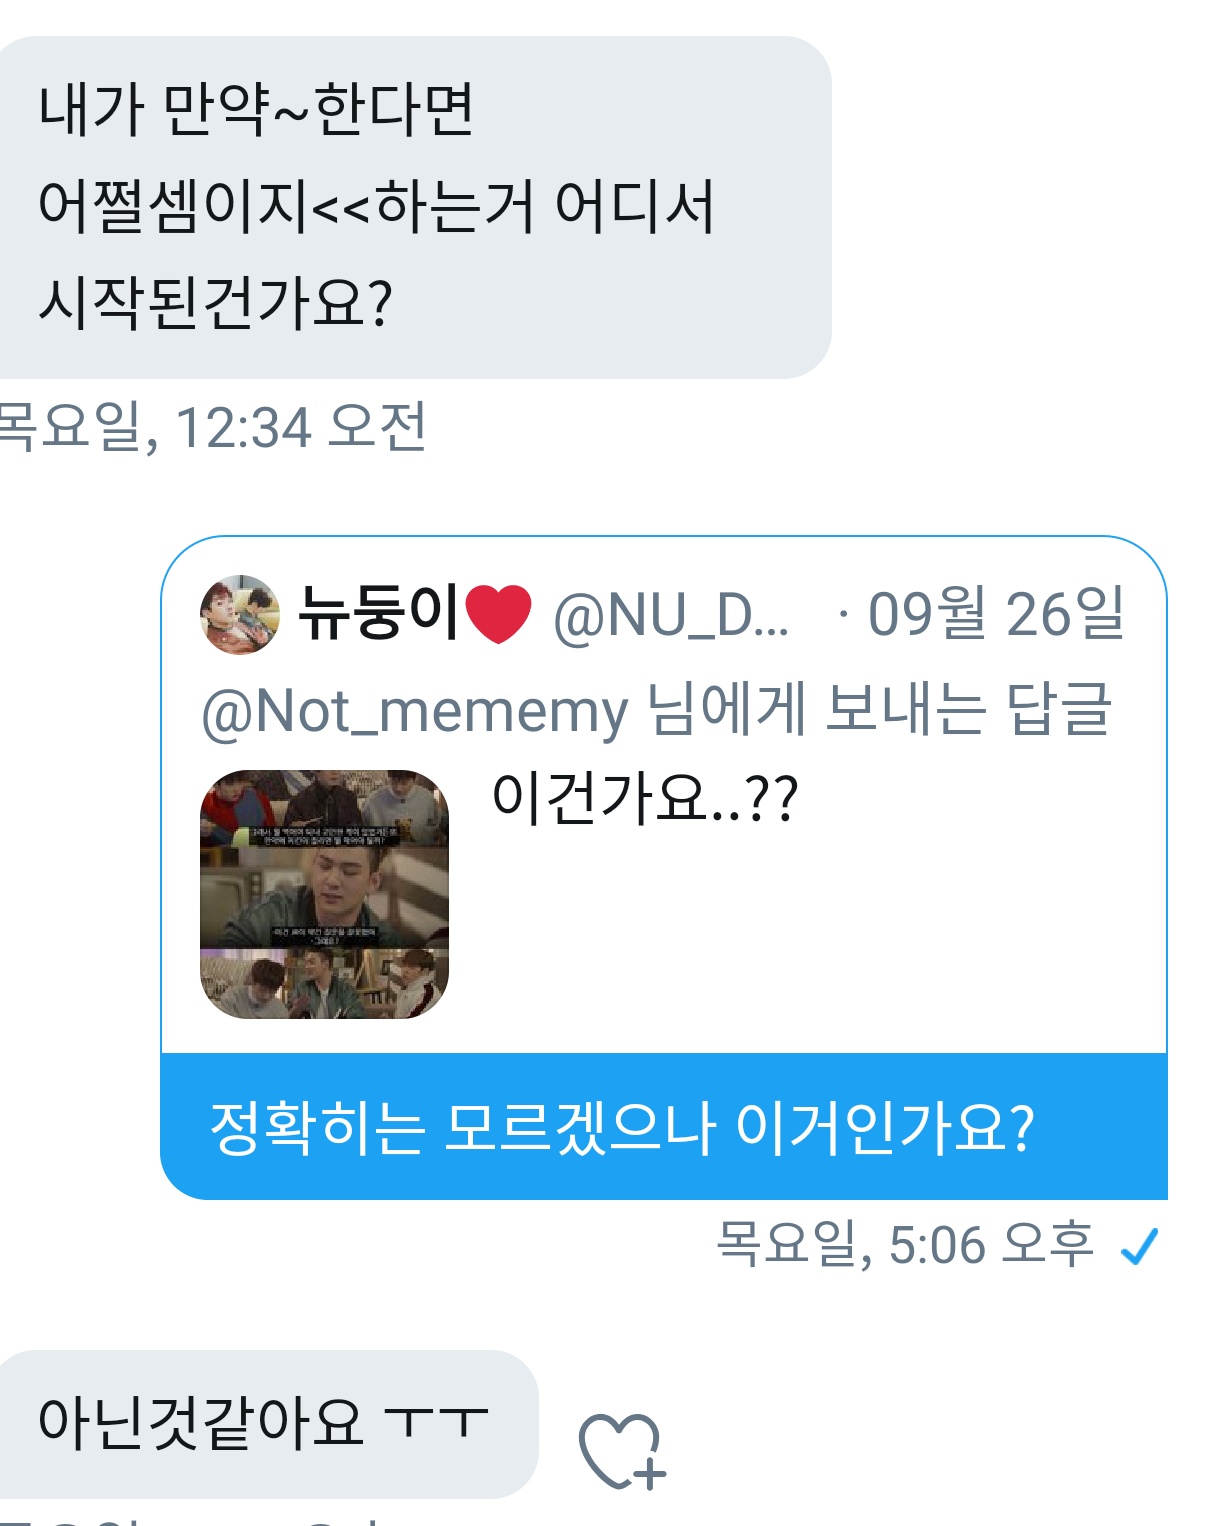 내가 만약~한다면
어쩔셈이지<<하는거 어디서
시작된건가요?
목요일, 12:34 오전
뉴둥이❤ @NU_D... · 09월 26일
@Not_mememy 님에게 보내는 답글
이건가요..??
정확히는 모르겠으나 이거인가요?
목요일, 5:06 오후
아닌것같아요 ㅜㅜ